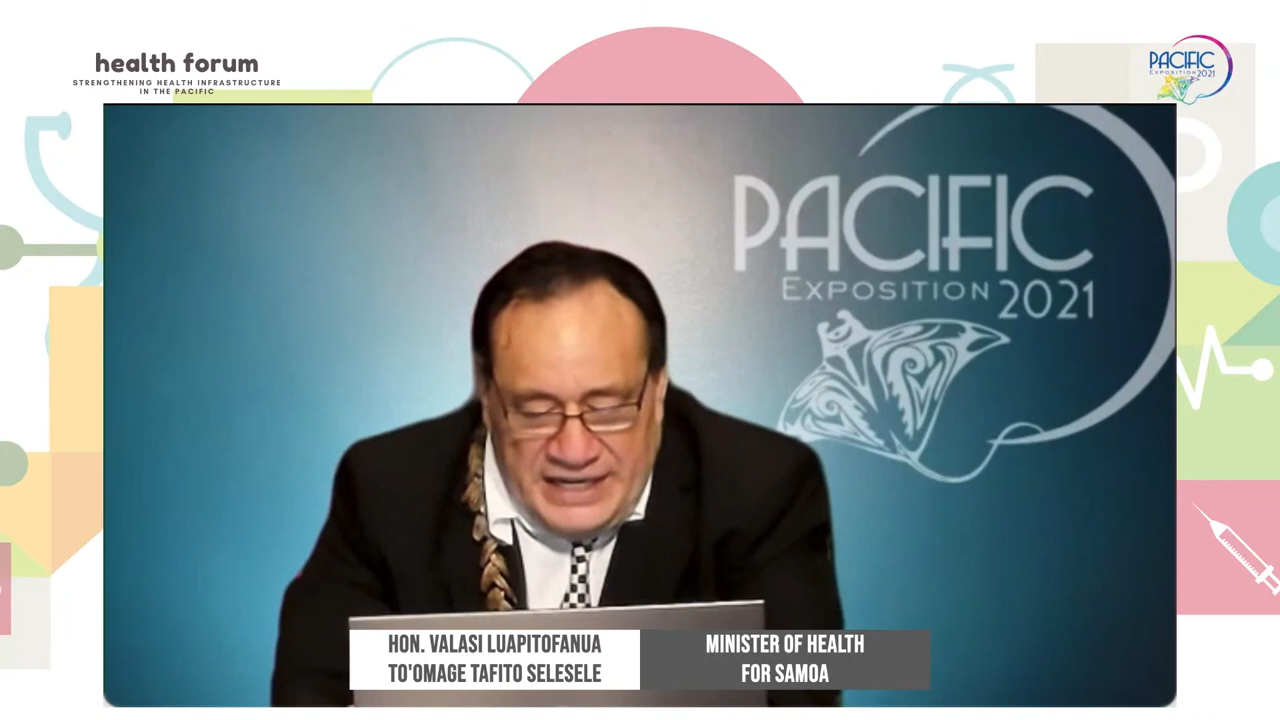 health forum
STRENGTHENING HEALTH INFRASTRUCTURE
IN THE PACIFIC
PACIFIC
EXPOSITION 2021
PACIFIC
EXPOSITION 2021
HON. VALASI LUAPITOFANUA
TO'OMAGE TAFITO SELESELE
MINISTER OF HEALTH
FOR SAMOA